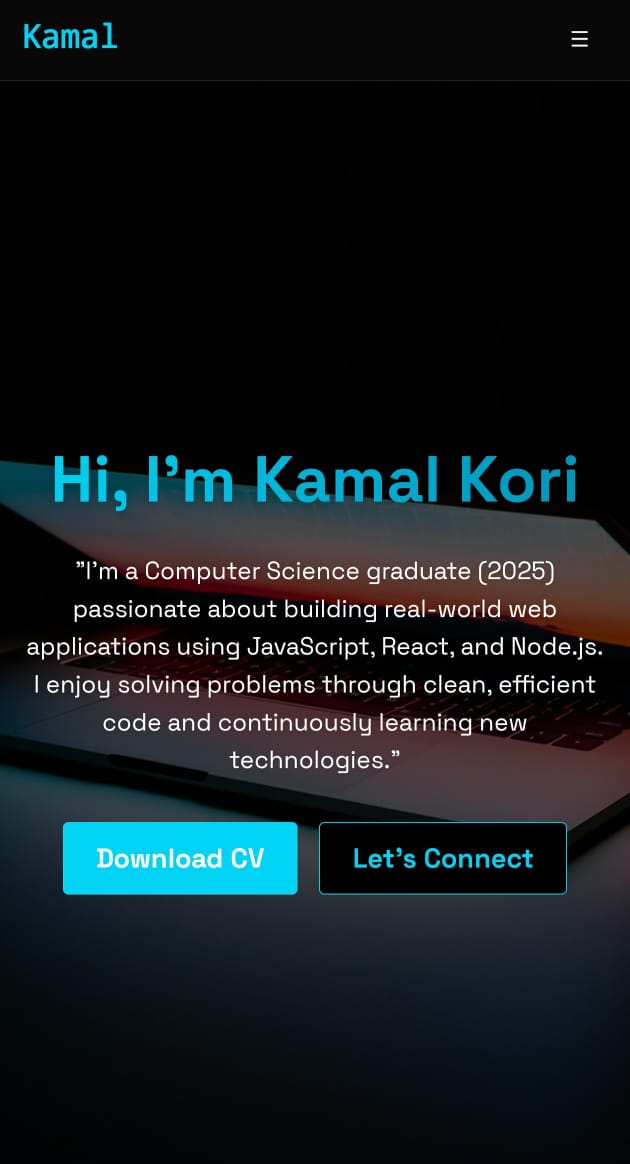 Kamal
☰
Hi, I'm Kamal Kori
"I'm a Computer Science graduate (2025)
passionate about building real-world web
applications using JavaScript, React, and Node.js.
I enjoy solving problems through clean, efficient
code and continuously learning new
technologies."
Download CV
Let's Connect